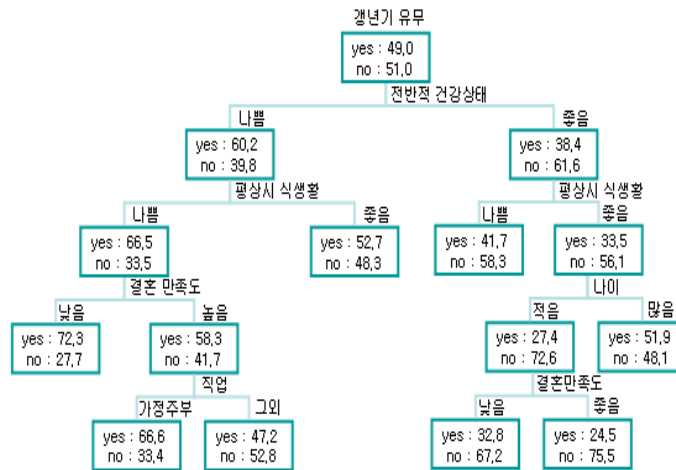 갱년기 유무
yes : 49,0
no : 51,0
전반적 건강상태
나쁨
좋음
yes : 60,2
no : 39,8
yes : 38,4
no : 61,6
평상시 식생활
평상시 식생활
나쁨
좋음
나쁨
좋음
yes : 66,5
no : 33,5
yes : 52,7
no : 48,3
yes : 41,7
no : 58,3
yes : 33,5
no : 56,1
결혼 만족도
나이
낮음
높음
적음
많음
yes : 72,3
no : 27,7
yes : 58,3
no : 41,7
yes : 27,4
no : 72,6
yes : 51,9
no : 48,1
직업
결혼만족도
가정주부
그외
낮음
좋음
yes : 66,6
no : 33,4
yes : 47,2
no : 52,8
yes : 32,8
no : 67,2
yes : 24,5
no : 75,5